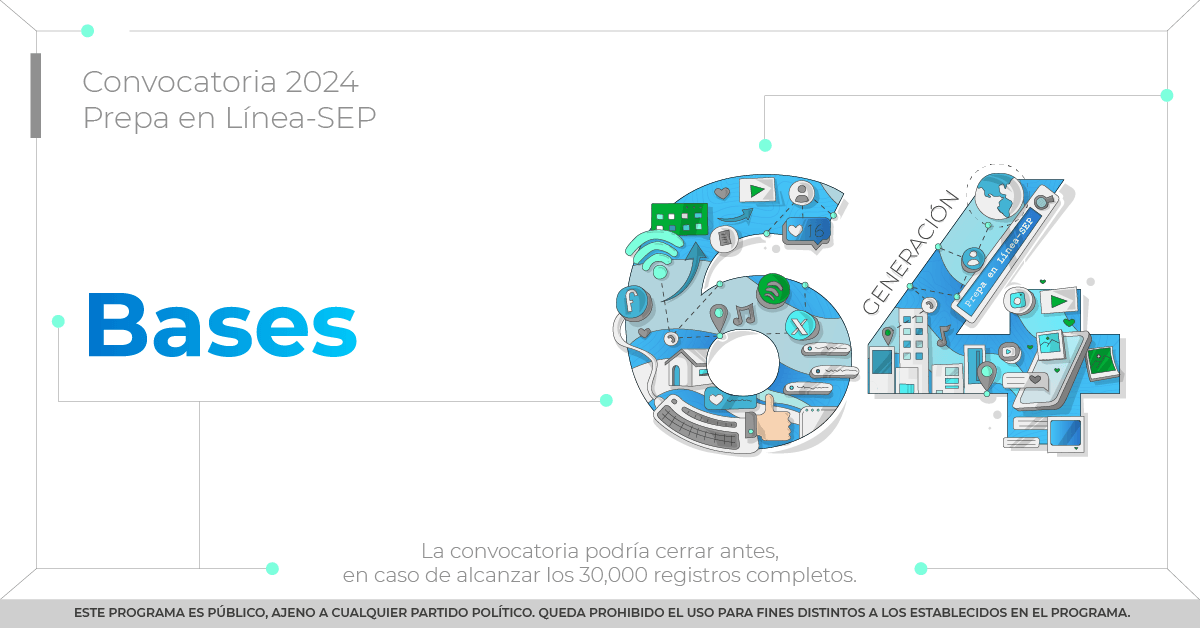 Convocatoria 2024
Prepa en Línea-SEP
Bases
GENERACIÓN
64
16
f
X
Prepa en Línea-SEP
La convocatoria podría cerrar antes,
en caso de alcanzar los 30,000 registros completos.
ESTE PROGRAMA ES PÚBLICO, AJENO A CUALQUIER PARTIDO POLÍTICO. QUEDA PROHIBIDO EL USO PARA FINES DISTINTOS A LOS ESTABLECIDOS EN EL PROGRAMA.